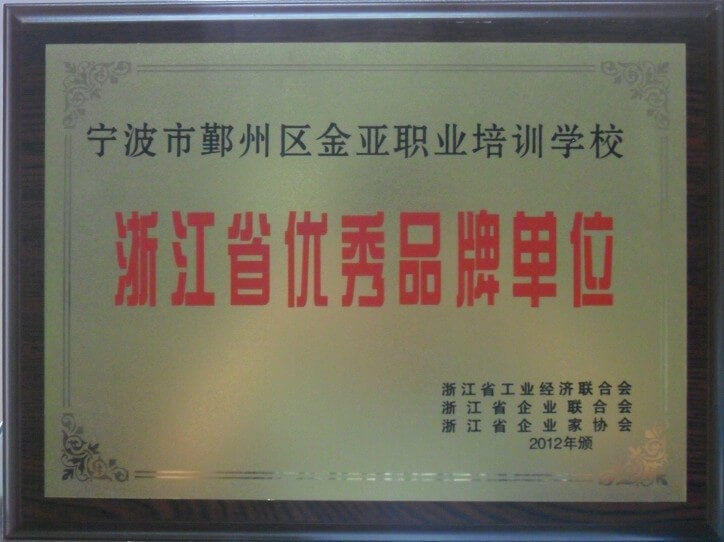 宁波市鄞州区金亚职业培训学校
浙江省优秀品牌单位
浙江省工业经济联合会
浙江省企业联合会
浙江省企业家协会
2012年颁